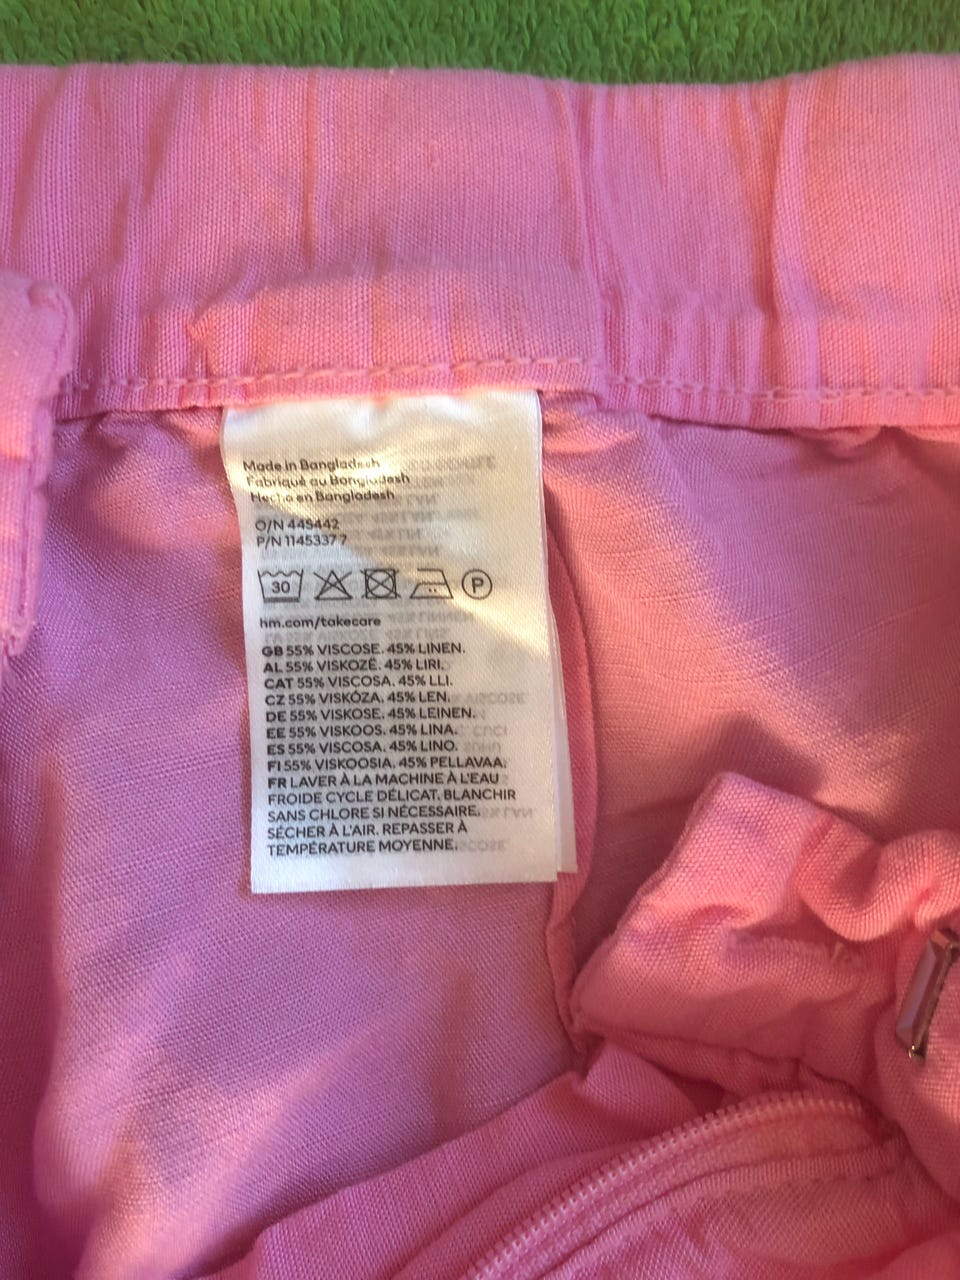 Made in Bangladesh
Fabriqué au Bangladesh
Hecho en Bangladesh
O/N 445442
P/N 1145337 7
30 P
hm.com/takecare
GB 55% VISCOSE. 45% LINEN.
AL 55% VISKOZË. 45% LIRI.
CAT 55% VISCOSA. 45% LLI.
CZ 55% VISKÓZA. 45% LEN.
DE 55% VISKOSE. 45% LEINEN.
EE 55% VISKOOS. 45% LINA.
ES 55% VISCOSA. 45% LINO.
FI 55% VISKOOSIA. 45% PELLAVAA.
FR LAVER À LA MACHINE À L'EAU
FROIDE CYCLE DÉLICAT. BLANCHIR
SANS CHLORE SI NÉCESSAIRE.
SÉCHER À L'AIR. REPASSER À
TEMPÉRATURE MOYENNE.